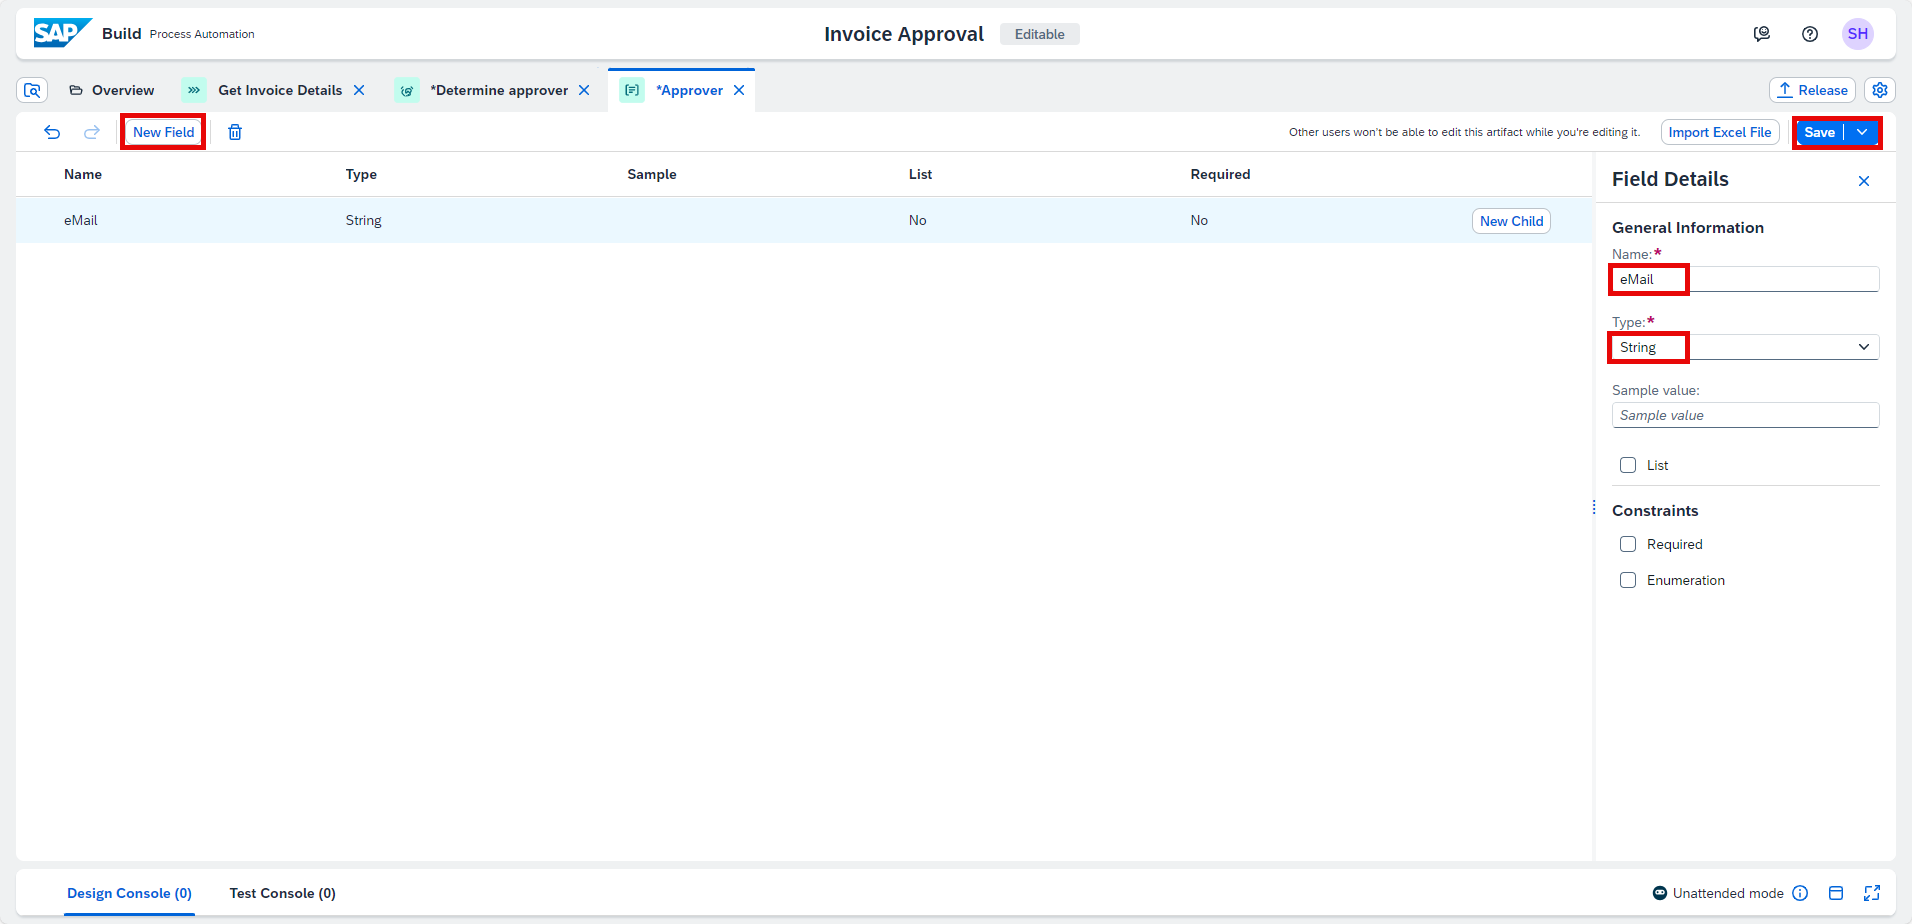 SAP Build Process Automation
Invoice Approval Editable
SH
Overview Get Invoice Details *Determine approver *Approver Release
New Field Other users won't be able to edit this artifact while you're editing it. Import Excel File Save
Name Type Sample List Required
eMail String No No New Child
Field Details
General Information
Name:*
eMail
Type:*
String
Sample value:
Sample value
List
Constraints
Required
Enumeration
Design Console (0) Test Console (0) Unattended mode